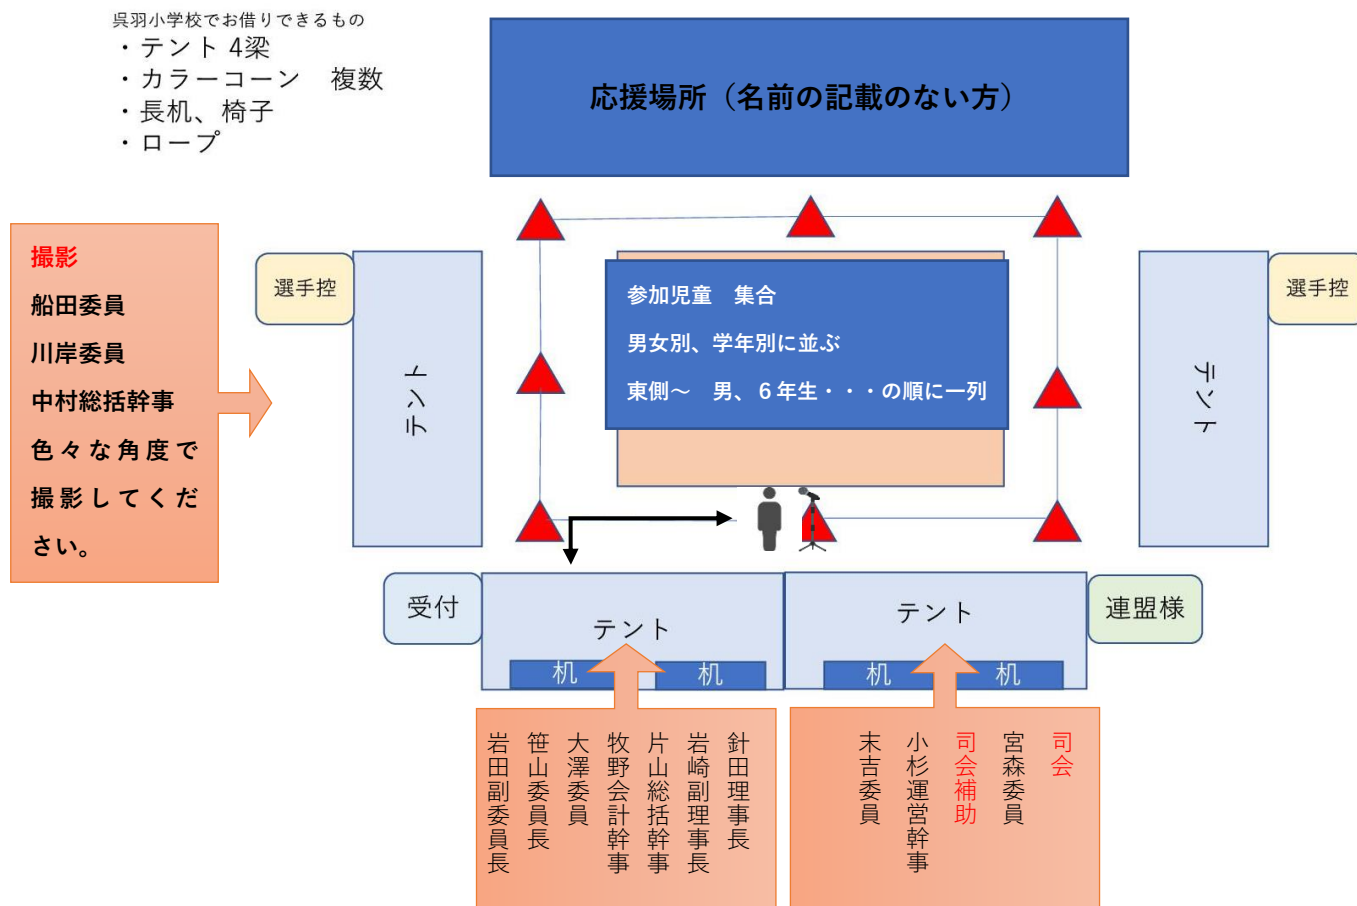 呉羽小学校でお借りできるもの
・テント 4梁
・カラーコーン　複数
・長机、椅子
・ロープ
応援場所（名前の記載のない方）
撮影
船田委員
川岸委員
中村総括幹事
色々な角度で
撮影してくだ
さい。
選手控
テント
参加児童　集合
男女別、学年別に並ぶ
東側～　男、６年生・・・の順に一列
テント
選手控
受付
テント
机
机
テント
机
机
連盟様
針田理事長
岩崎副理事長
片山総括幹事
牧野会計幹事
大澤委員
笹山委員長
岩田副委員長
司会
宮森委員
司会補助
小杉運営幹事
末吉委員